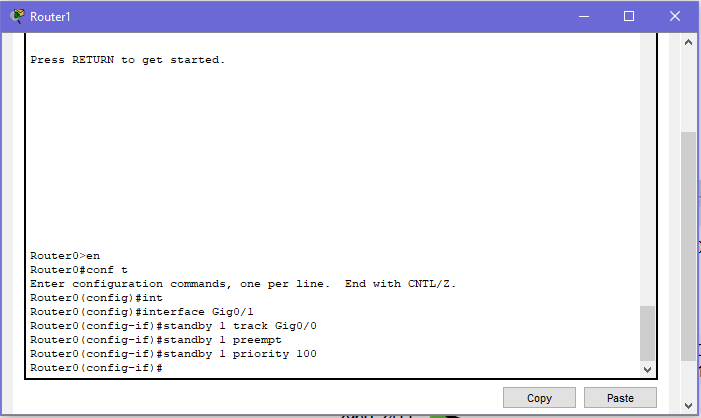 Router1
Press RETURN to get started.
Router0>en
Router0#conf t
Enter configuration commands, one per line.  End with CNTL/Z.
Router0(config)#int
Router0(config)#interface Gig0/1
Router0(config-if)#standby 1 track Gig0/0
Router0(config-if)#standby 1 preempt
Router0(config-if)#standby 1 priority 100
Router0(config-if)#
Copy
Paste